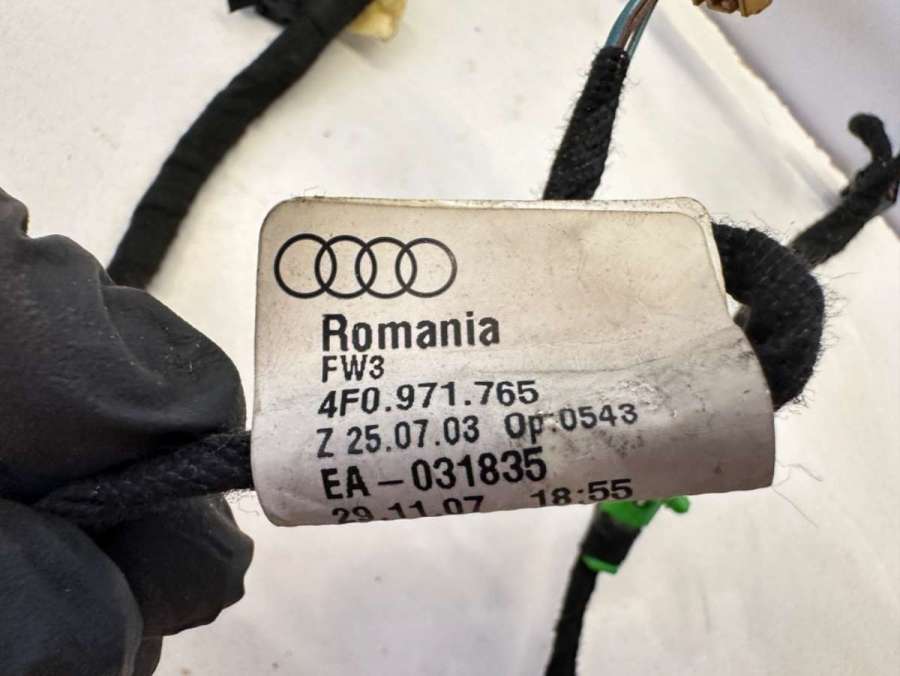 Romania
FW3
4F0.971.765
Z 25.07.03 Op:0543
EA-031835
29.11.07 18:55